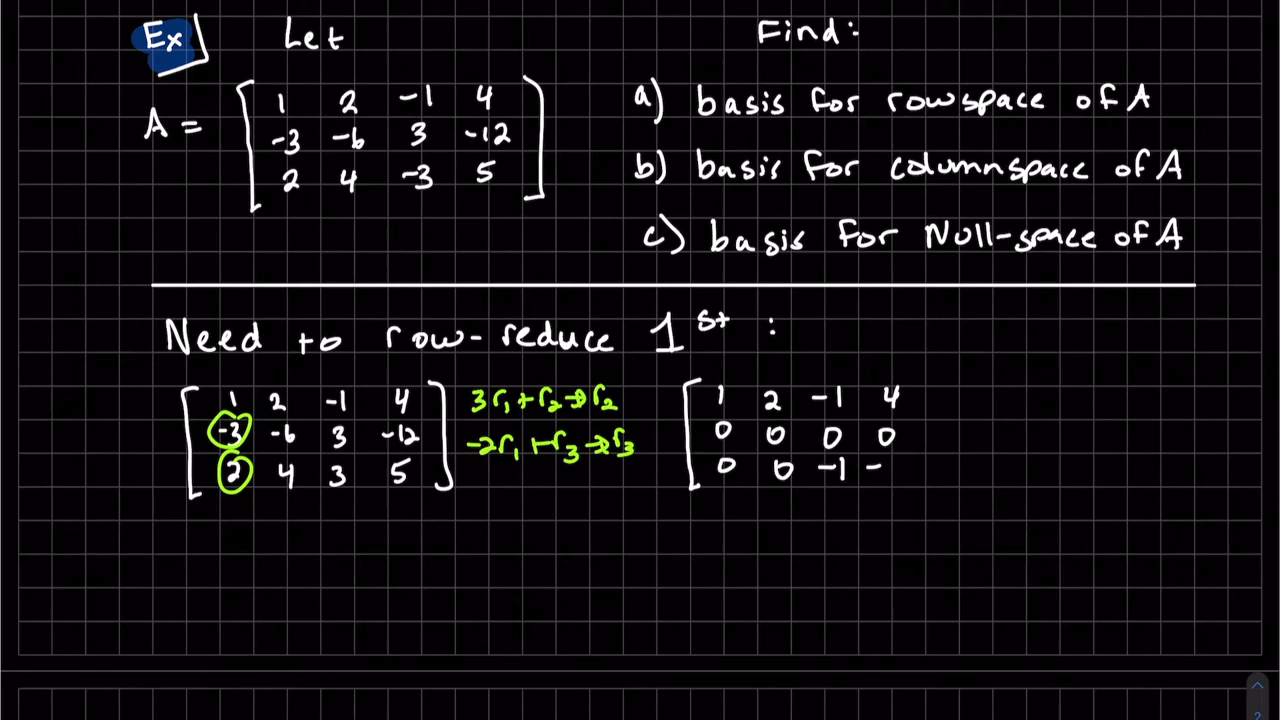 Ex Let Find:
A = [ 1 2 -1 4
-3 -6 3 -12
2 4 -3 5 ]
a) basis for rowspace of A
b) basis for columnspace of A
c) basis for Null-space of A
Need to row-reduce 1st :
[ 1 2 -1 4
-3 -6 3 -12
2 4 3 5 ]
3r₁ + r₂ → r₂
-2r₁ + r₃ → r₃
[ 1 2 -1 4
0 0 0 0
0 0 -1 -
2